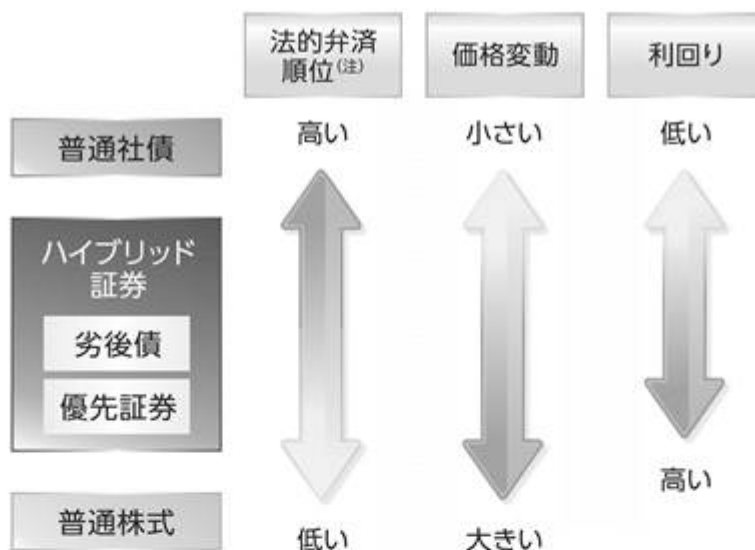 法的弁済
順位(注)
価格変動
利回り
普通社債
高い
小さい
低い
ハイブリッド
証券
劣後債
優先証券
高い
普通株式
低い
大きい